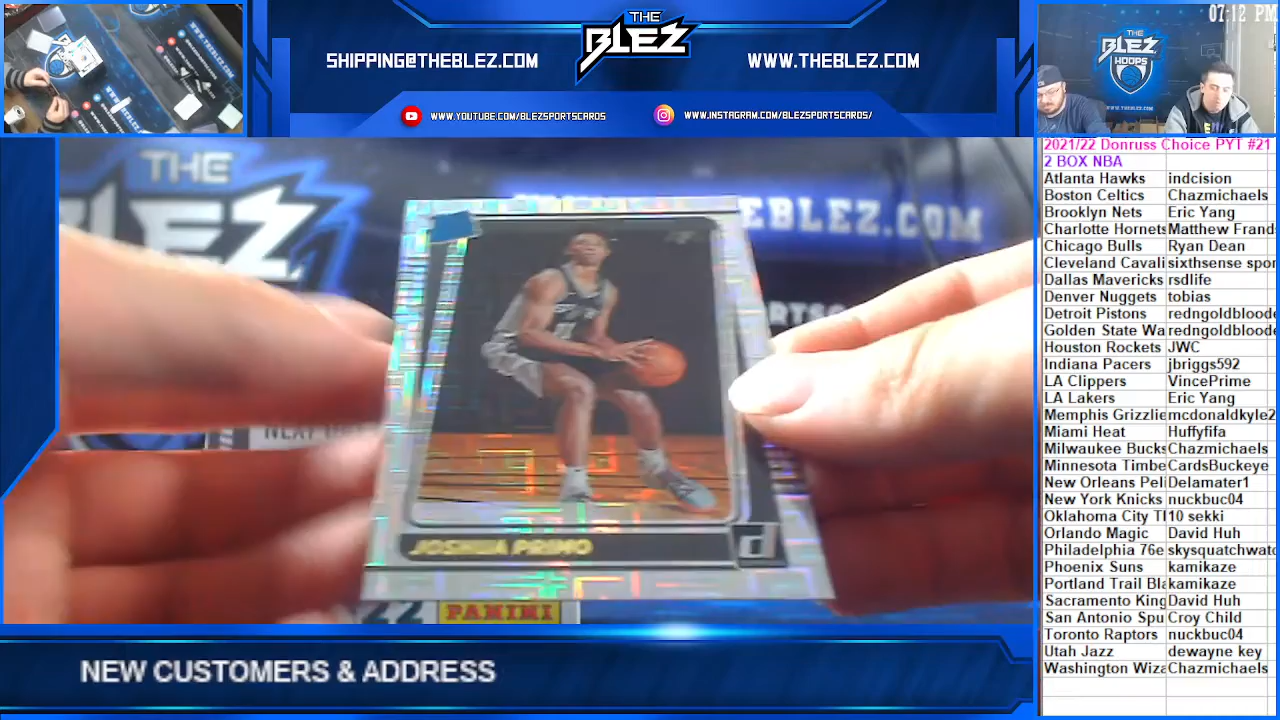 SHIPPING@THEBLEZ.COM
THE
BLEZ
WWW.THEBLEZ.COM
WWW.YOUTUBE.COM/BLEZSPORTSCARDS
WWW.INSTAGRAM.COM/BLEZSPORTSCARDS/
07:12 PM
THE
BLEZ
HOOPS
2021/22 Donruss Choice PYT #21
2 BOX NBA
Atlanta Hawks indcision
Boston Celtics Chazmichaels
Brooklyn Nets Eric Yang
Charlotte Hornets Matthew Frands
Chicago Bulls Ryan Dean
Cleveland Cavali sixthsense spor
Dallas Mavericks rsdlife
Denver Nuggets tobias
Detroit Pistons redngoldbloode
Golden State Wa redngoldbloode
Houston Rockets JWC
Indiana Pacers jbriggs592
LA Clippers VincePrime
LA Lakers Eric Yang
Memphis Grizzlie mcdonaldkyle2
Miami Heat Huffyfifa
Milwaukee Bucks Chazmichaels
Minnesota Timbe CardsBuckeye
New Orleans Peli Delamater1
New York Knicks nuckbuc04
Oklahoma City Tl 10 sekki
Orlando Magic David Huh
Philadelphia 76e skysquatchwatc
Phoenix Suns kamikaze
Portland Trail Bla kamikaze
Sacramento King David Huh
San Antonio Spu Croy Child
Toronto Raptors nuckbuc04
Utah Jazz dewayne key
Washington Wiza Chazmichaels
THE
BLEZ
EBLEZ.COM
JOSHUA PRIMO
d
PANINI
NEW CUSTOMERS & ADDRESS